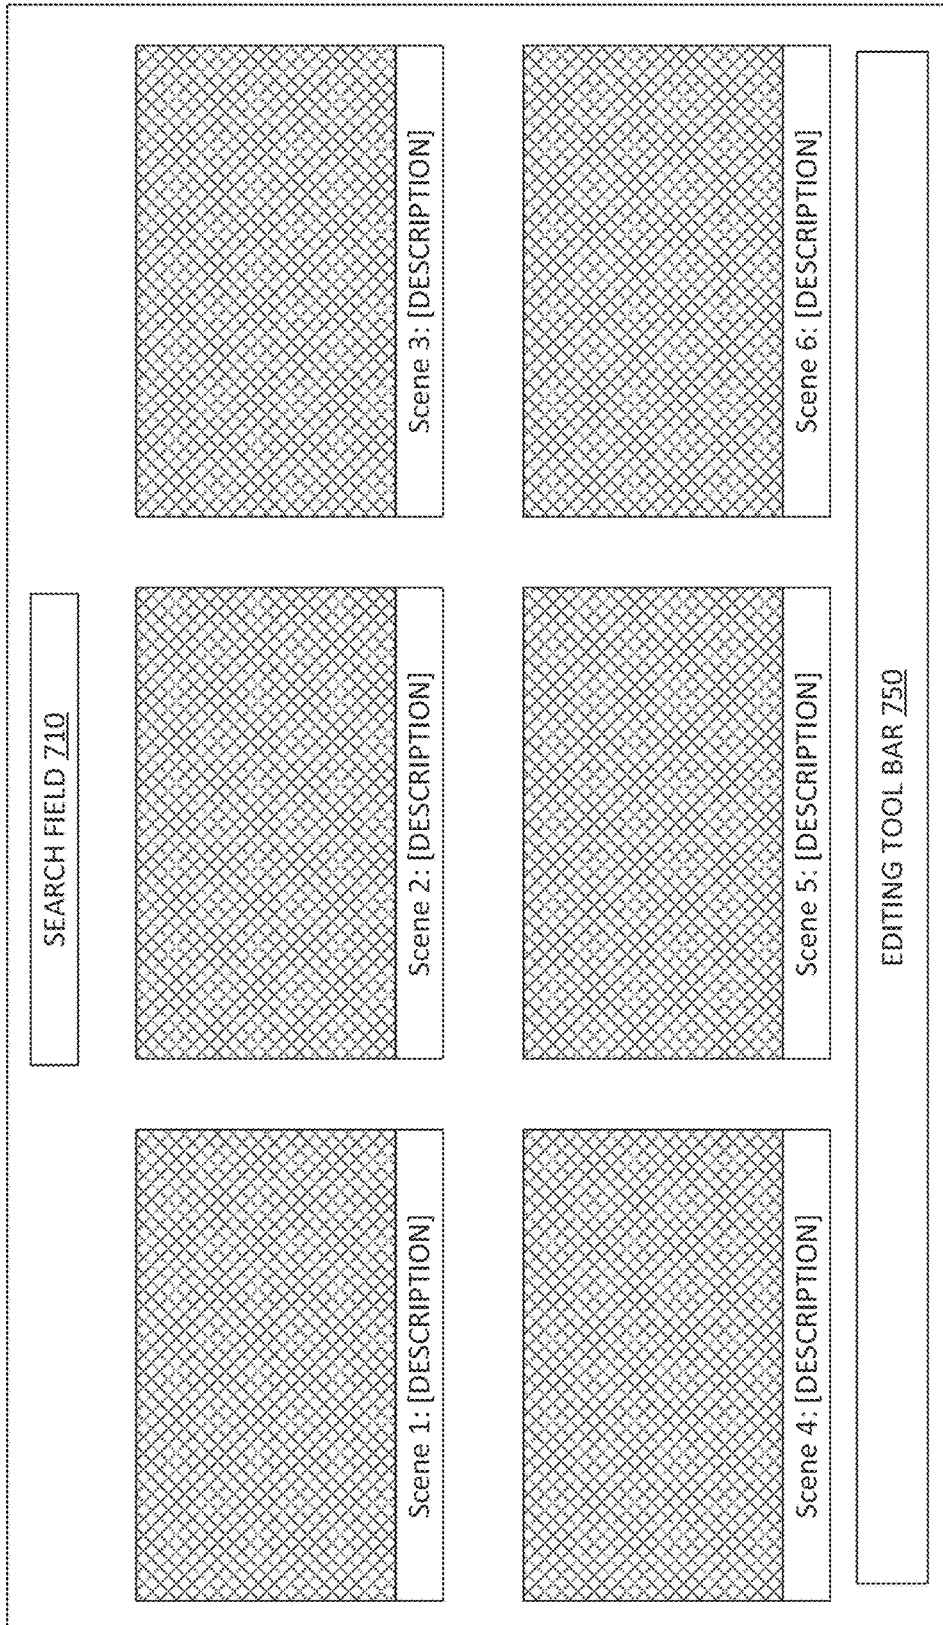 SEARCH FIELD 710
Scene 1: [DESCRIPTION]
Scene 2: [DESCRIPTION]
Scene 3: [DESCRIPTION]
Scene 4: [DESCRIPTION]
Scene 5: [DESCRIPTION]
Scene 6: [DESCRIPTION]
EDITING TOOL BAR 750